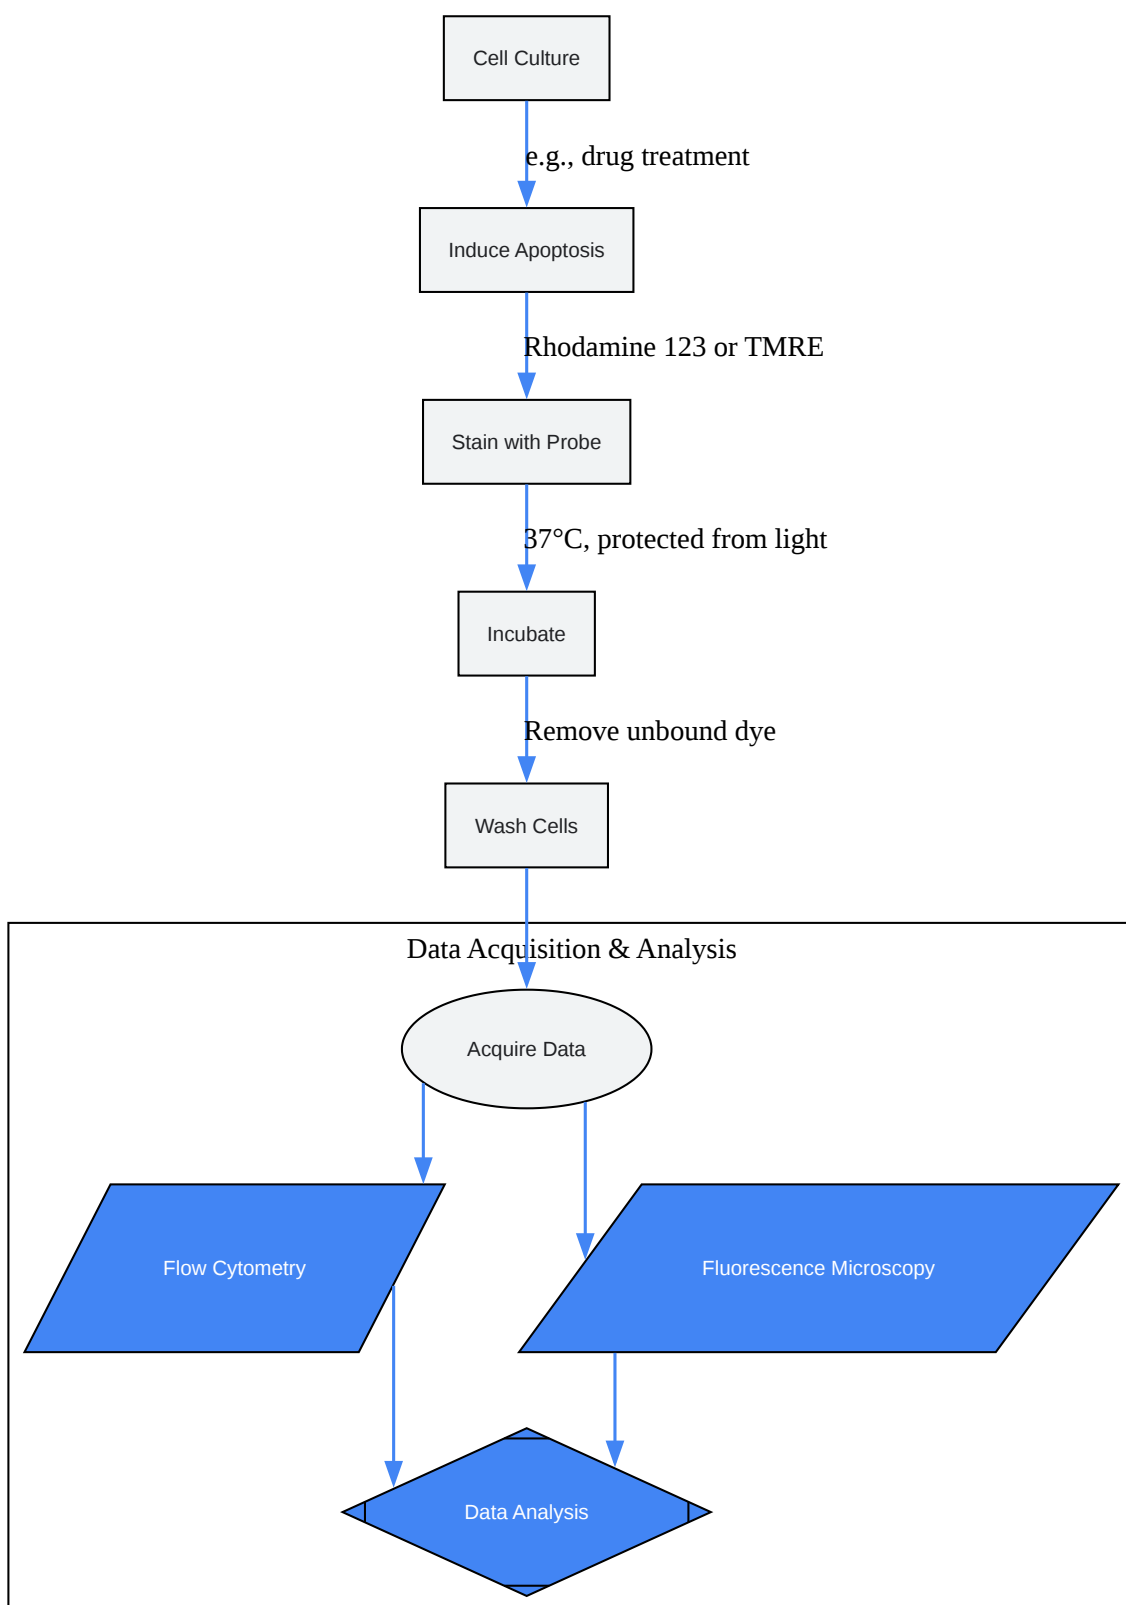 Cell Culture
e.g., drug treatment
Induce Apoptosis
Rhodamine 123 or TMRE
Stain with Probe
37°C, protected from light
Incubate
Remove unbound dye
Wash Cells
Data Acquisition & Analysis
Acquire Data
Flow Cytometry
Fluorescence Microscopy
Data Analysis